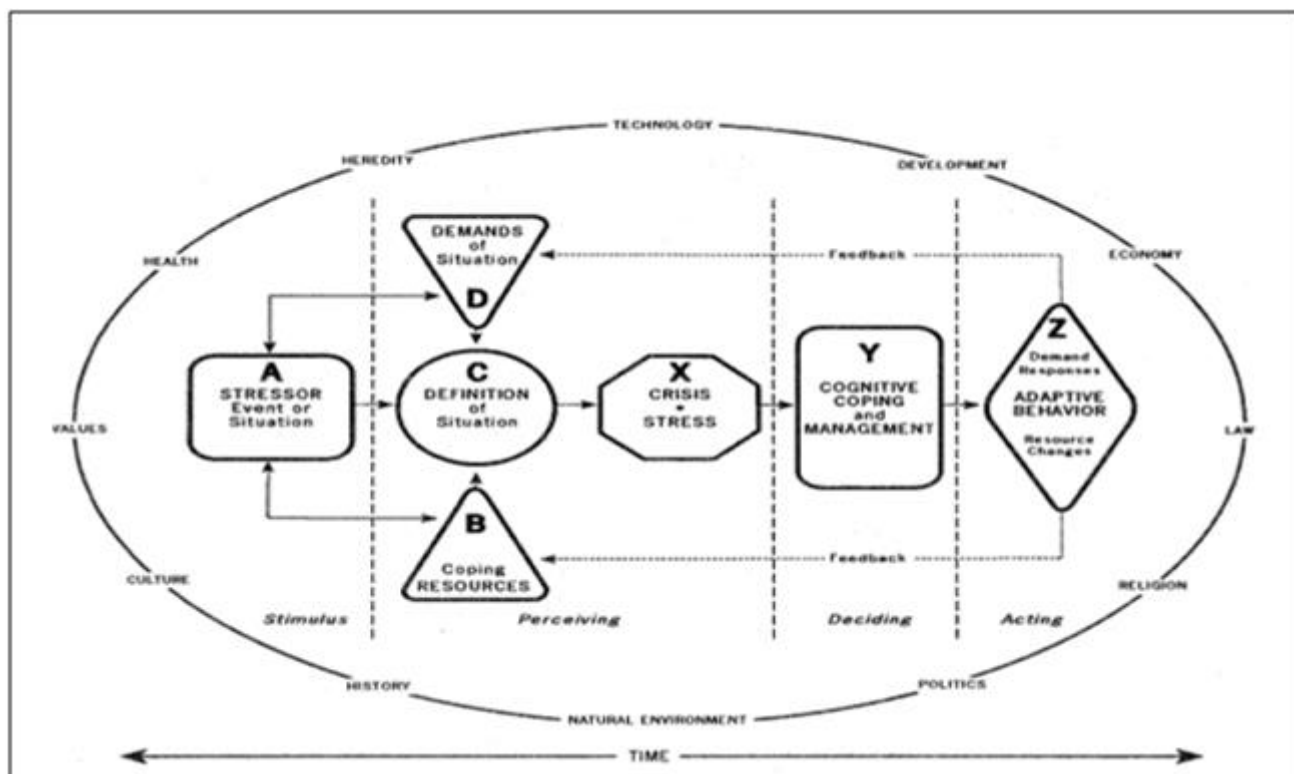 TECHNOLOGY
HEREDITY
DEVELOPMENT
HEALTH
ECONOMY
VALUES
LAW
CULTURE
RELIGION
HISTORY
POLITICS
NATURAL ENVIRONMENT
DEMANDS
of
Situation
D
Feedback
A
STRESSOR
Event or
Situation
C
DEFINITION
of
Situation
X
CRISIS
STRESS
Y
COGNITIVE
COPING
and
MANAGEMENT
Z
Demand
Responses
ADAPTIVE
BEHAVIOR
Resource
Changes
B
Coping
RESOURCES
Feedback
Stimulus
Perceiving
Deciding
Acting
TIME